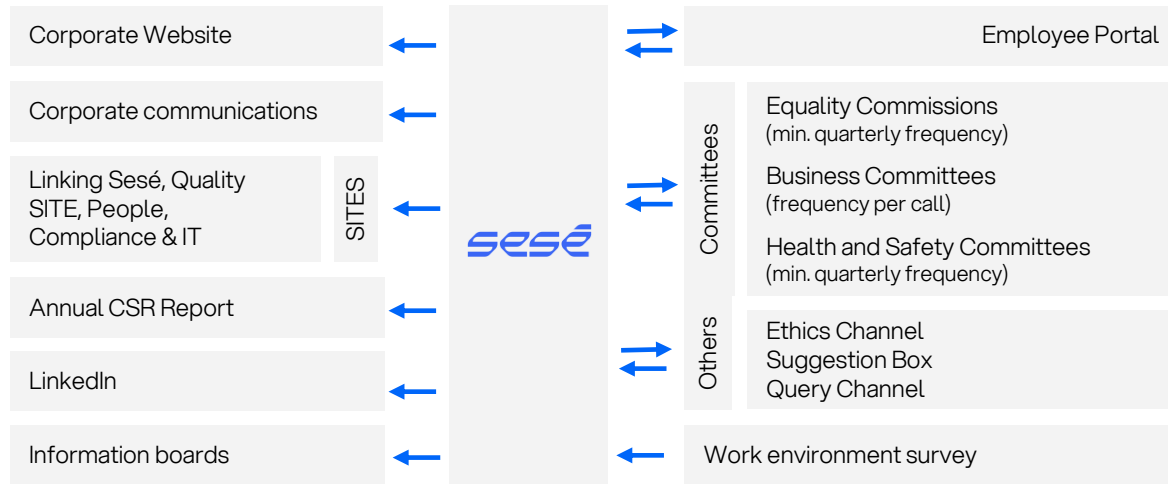 Corporate Website
Corporate communications
Linking Sesé, Quality
SITE, People,
Compliance & IT
SITES
Annual CSR Report
LinkedIn
Information boards
sesé
Employee Portal
Committees
Equality Commissions
(min. quarterly frequency)
Business Committees
(frequency per call)
Health and Safety Committees
(min. quarterly frequency)
Others
Ethics Channel
Suggestion Box
Query Channel
Work environment survey